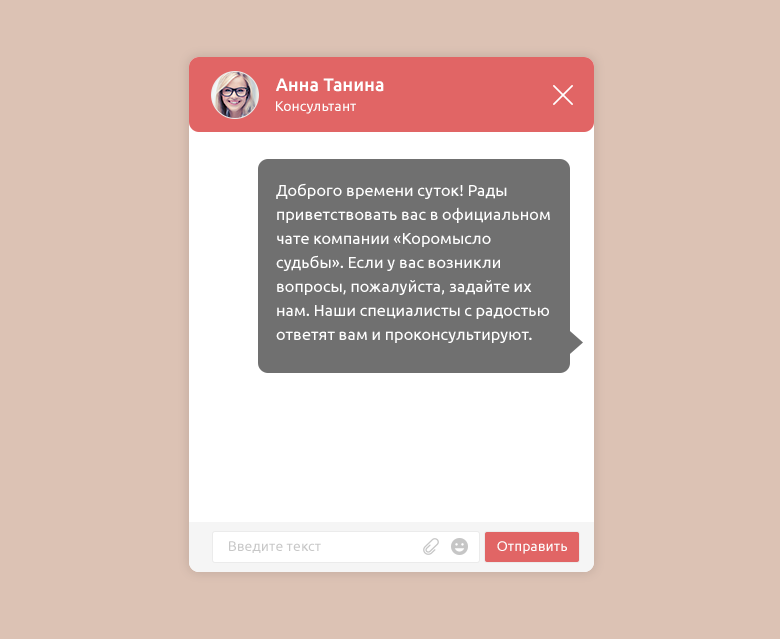 Анна Танина
Консультант
Доброго времени суток! Рады
приветствовать вас в официальном
чате компании «Коромысло
судьбы». Если у вас возникли
вопросы, пожалуйста, задайте их
нам. Наши специалисты с радостью
ответят вам и проконсультируют.
Введите текст
Отправить